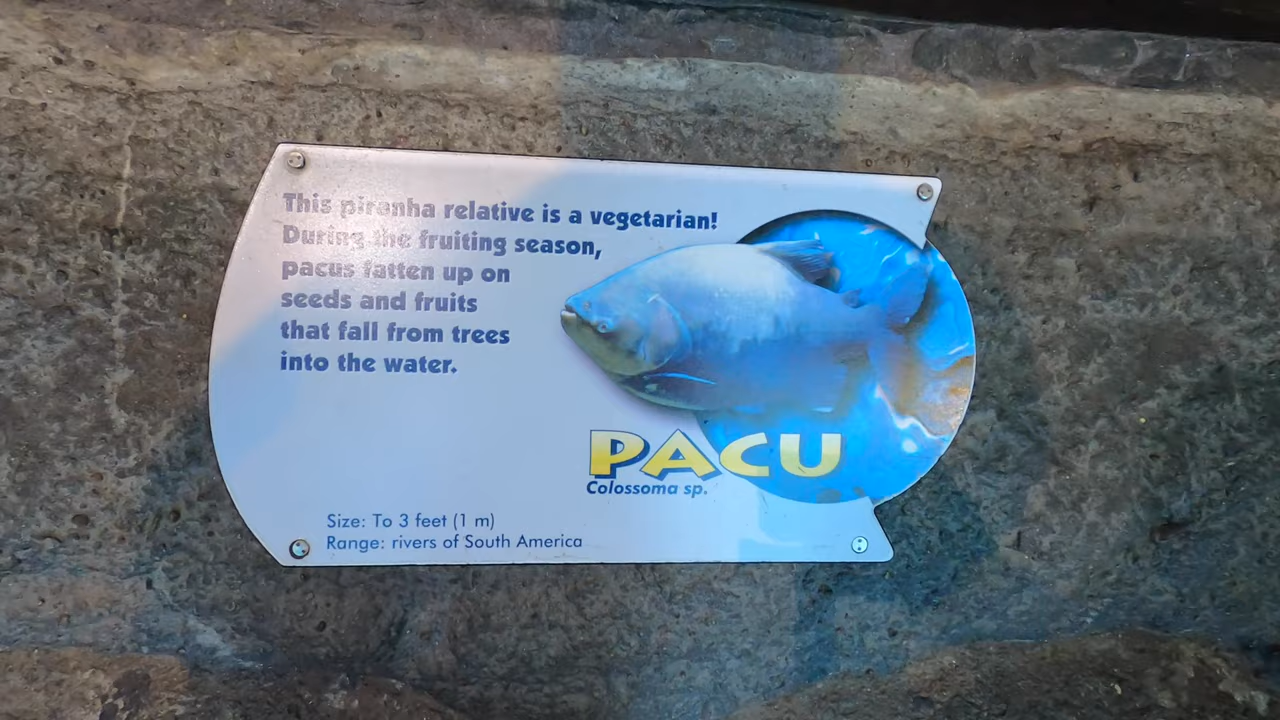 This piranha relative is a vegetarian!
During the fruiting season,
pacus fatten up on
seeds and fruits
that fall from trees
into the water.
PACU
Colossoma sp.
Size: To 3 feet (1 m)
Range: rivers of South America